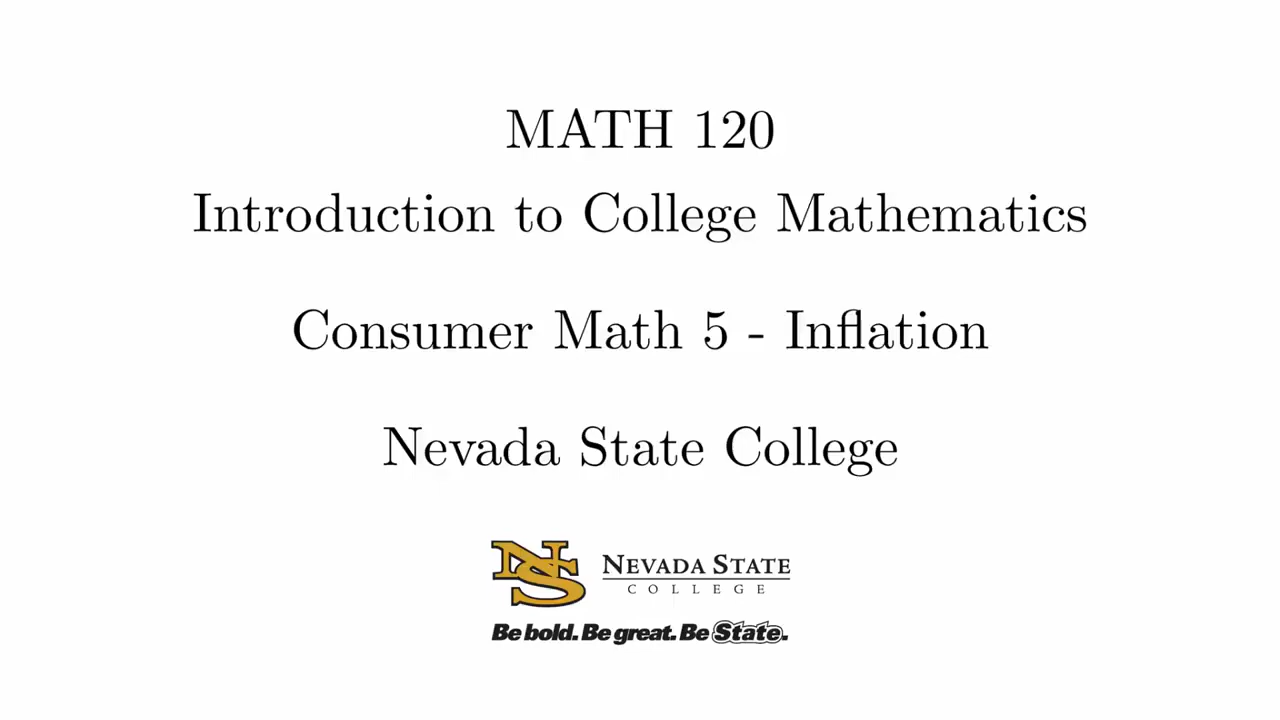 MATH 120
Introduction to College Mathematics
Consumer Math 5 - Inflation
Nevada State College
NS NEVADA STATE
COLLEGE
Be bold. Be great. Be State.